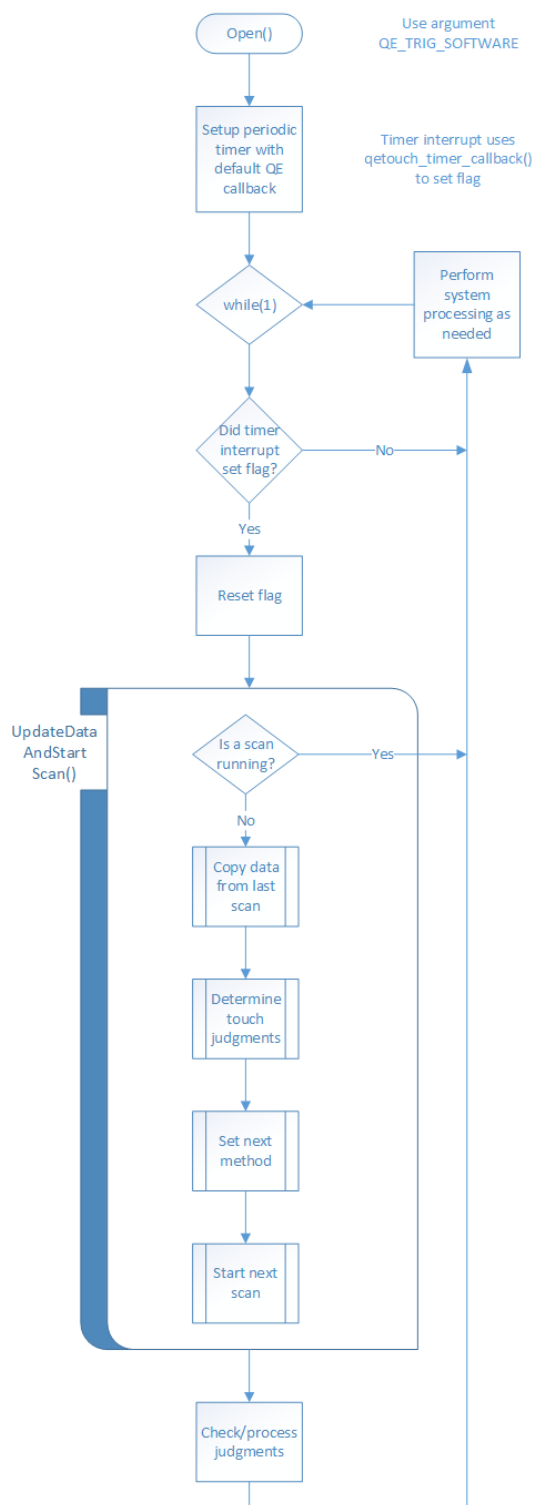 Open()
Use argument
QE_TRIG_SOFTWARE
Setup periodic
timer with
default QE
callback
Timer interrupt uses
qetouch_timer_callback()
to set flag
while(1)
Perform
system
processing as
needed
Did timer
interrupt
set flag?
No
Yes
Reset flag
UpdateData
AndStart
Scan()
Is a scan
running?
Yes
No
Copy data
from last
scan
Determine
touch
judgments
Set next
method
Start next
scan
Check/process
judgments